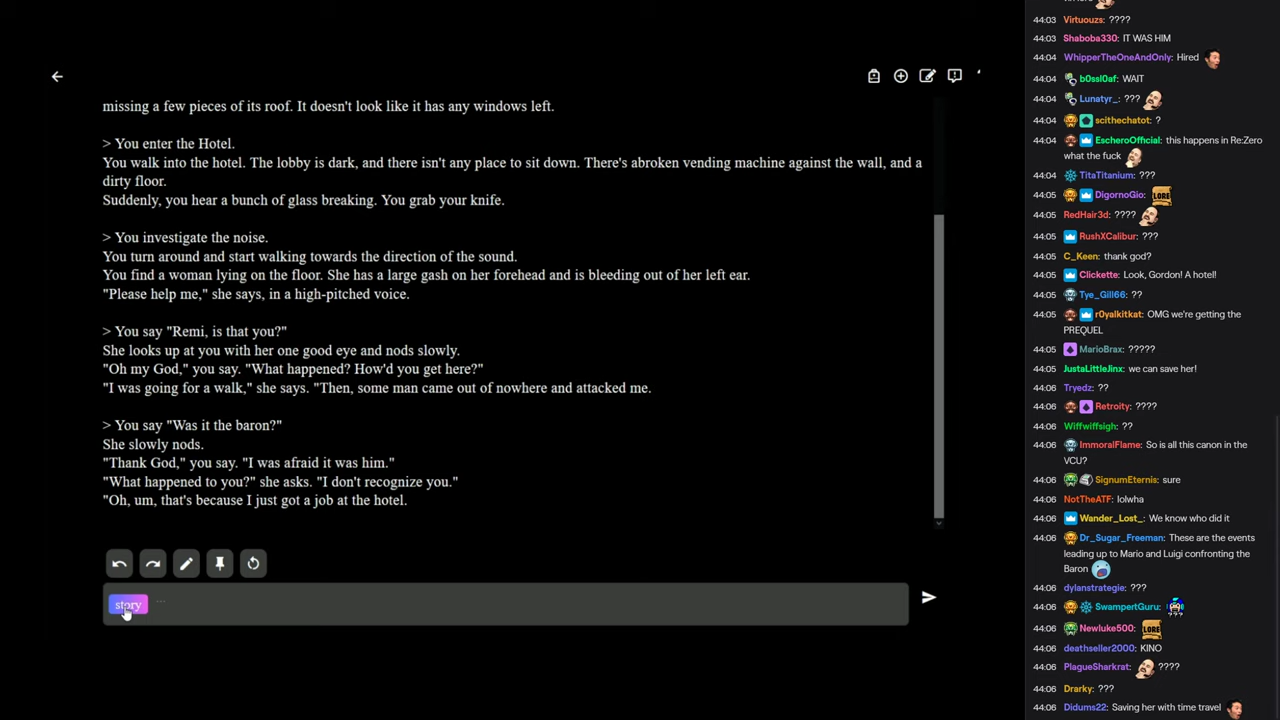 missing a few pieces of its roof. It doesn't look like it has any windows left.
> You enter the Hotel.
You walk into the hotel. The lobby is dark, and there isn't any place to sit down. There's abroken vending machine against the wall, and a
dirty floor.
Suddenly, you hear a bunch of glass breaking. You grab your knife.
> You investigate the noise.
You turn around and start walking towards the direction of the sound.
You find a woman lying on the floor. She has a large gash on her forehead and is bleeding out of her left ear.
"Please help me," she says, in a high-pitched voice.
> You say "Remi, is that you?"
She looks up at you with her one good eye and nods slowly.
"Oh my God," you say. "What happened? How'd you get here?"
"I was going for a walk," she says. "Then, some man came out of nowhere and attacked me.
> You say "Was it the baron?"
She slowly nods.
"Thank God," you say. "I was afraid it was him."
"What happened to you?" she asks. "I don't recognize you."
"Oh, um, that's because I just got a job at the hotel.
story ...
44:03 Virtuouzs: ????
44:03 Shaboba330: IT WAS HIM
44:04 WhipperTheOneAndOnly: Hired
44:04 b0ssl0af: WAIT
44:04 Lunatyr_: ???
44:04 scithechatot: ?
44:04 EscheroOfficial: this happens in Re:Zero
what the fuck
44:04 TitaTitanium: ???
44:05 DigornoGio: LORE
44:05 RedHair3d: ????
44:05 RushXCalibur: ???
44:05 C_Keen: thank god?
44:05 Clickette: Look, Gordon! A hotel!
44:05 Tye_Gill66: ??
44:05 r0yalkitkat: OMG we're getting the
PREQUEL
44:05 MarioBrax: ?????
44:05 JustaLittleJinx: we can save her!
44:06 Tryedz: ??
44:06 Retroity: ????
44:06 Wiffwiffsigh: ??
44:06 ImmoralFlame: So is all this canon in the
VCU?
44:06 SignumEternis: sure
44:06 NotTheATF: lolwha
44:06 Wander_Lost_: We know who did it
44:06 Dr_Sugar_Freeman: These are the events
leading up to Mario and Luigi confronting the
Baron
44:06 dylanstrategie: ???
44:06 SwampertGuru: ???
44:06 Newluke500: LORE
44:06 deathseller2000: KINO
44:06 PlagueSharkrat: ????
44:06 Drarky: ???
44:06 Didums22: Saving her with time travel